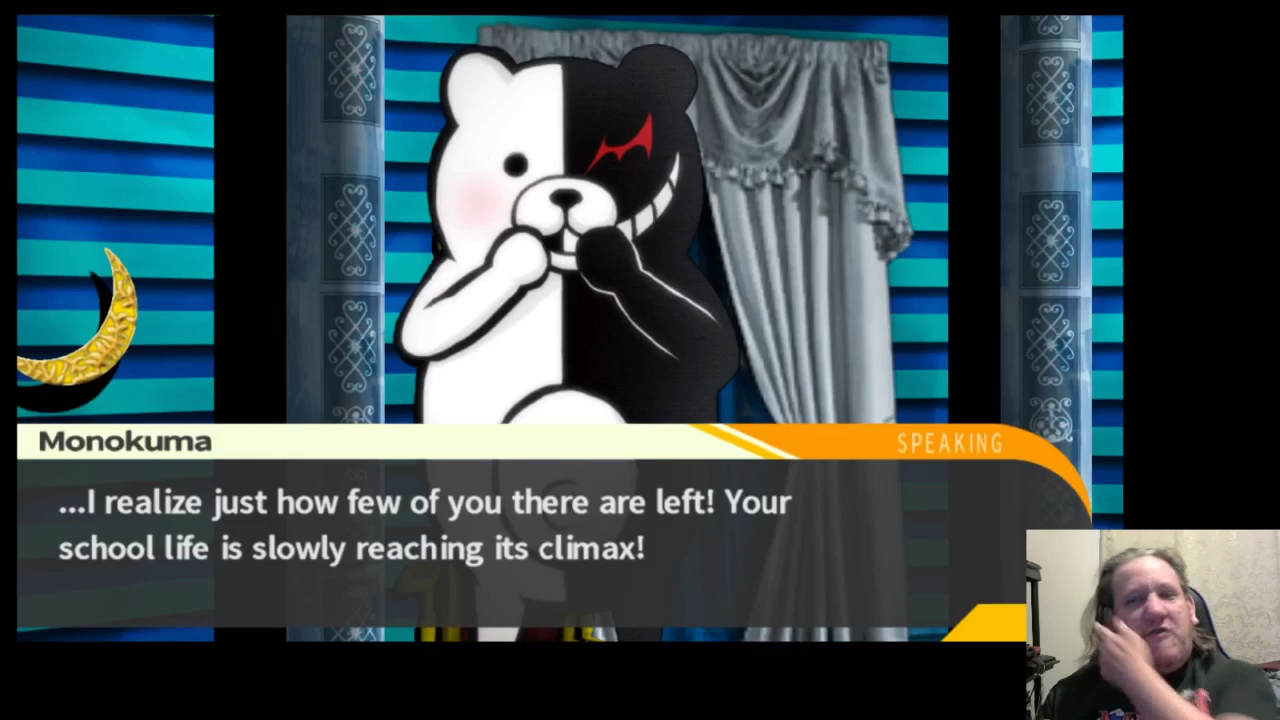 Monokuma
SPEAKING
...I realize just how few of you there are left! Your
school life is slowly reaching its climax!